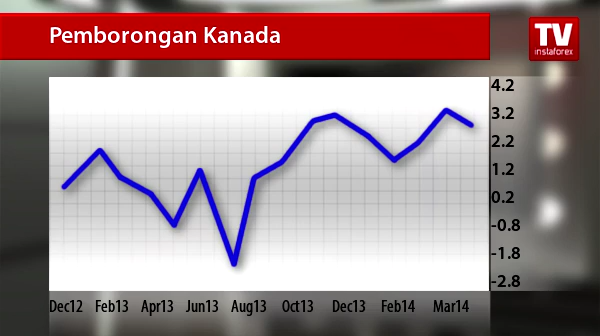 Pemborongan Kanada
TV
instaforex
4.2
3.2
2.2
1.2
0.2
-0.8
-1.8
-2.8
Dec12 Feb13 Apr13 Jun13 Aug13 Oct13 Dec13 Feb14 Mar14